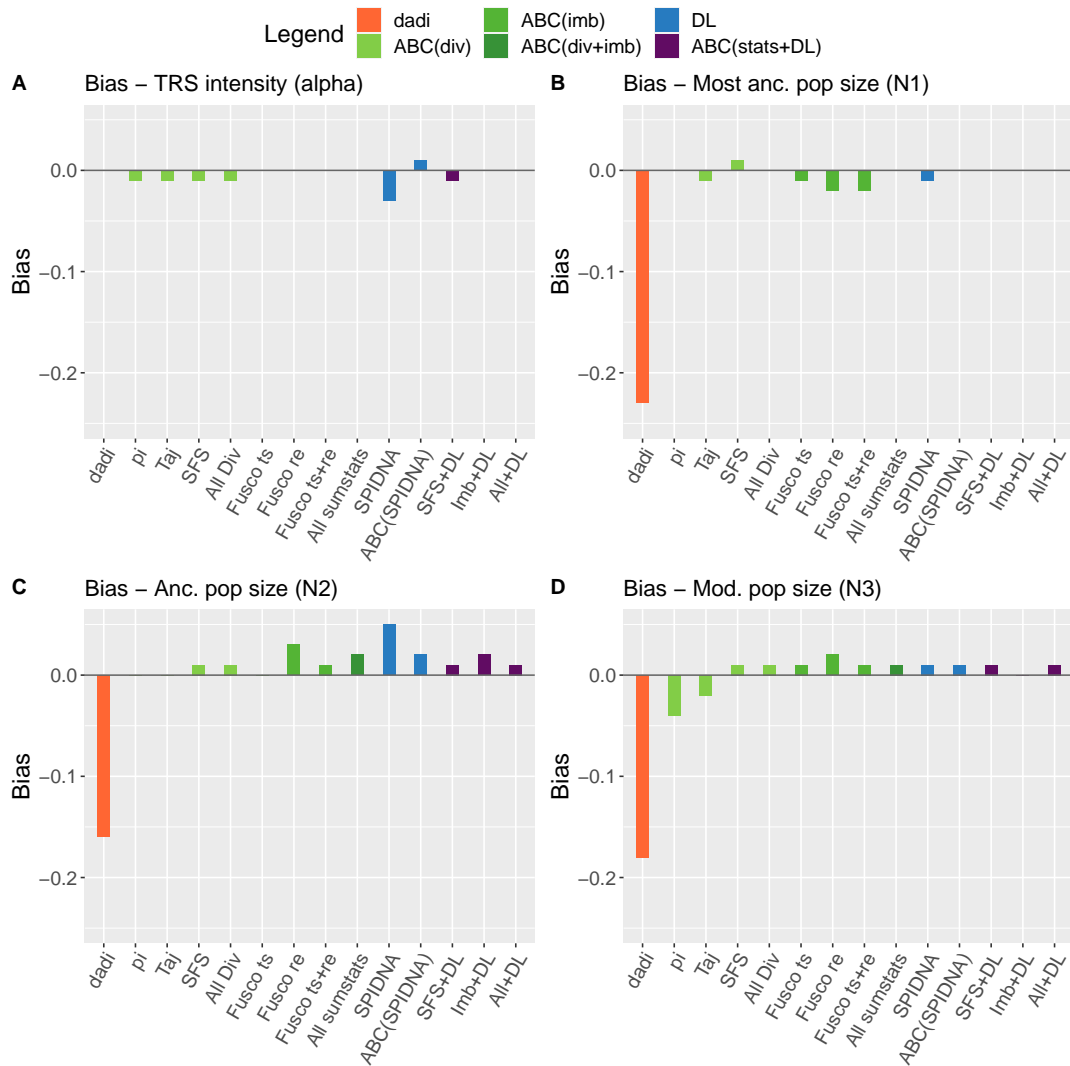 Legend
dadi
ABC(div)
ABC(imb)
ABC(div+imb)
DL
ABC(stats+DL)
A
Bias − TRS intensity (alpha)
Bias
0.0
−0.1
−0.2
dadi
pi
Taj
SFS
All Div
Fusco ts
Fusco re
Fusco ts+re
All sumstats
SPIDNA
ABC(SPIDNA)
SFS+DL
Imb+DL
All+DL
B
Bias − Most anc. pop size (N1)
Bias
0.0
−0.1
−0.2
dadi
pi
Taj
SFS
All Div
Fusco ts
Fusco re
Fusco ts+re
All sumstats
SPIDNA
ABC(SPIDNA)
SFS+DL
Imb+DL
All+DL
C
Bias − Anc. pop size (N2)
Bias
0.0
−0.1
−0.2
dadi
pi
Taj
SFS
All Div
Fusco ts
Fusco re
Fusco ts+re
All sumstats
SPIDNA
ABC(SPIDNA)
SFS+DL
Imb+DL
All+DL
D
Bias − Mod. pop size (N3)
Bias
0.0
−0.1
−0.2
dadi
pi
Taj
SFS
All Div
Fusco ts
Fusco re
Fusco ts+re
All sumstats
SPIDNA
ABC(SPIDNA)
SFS+DL
Imb+DL
All+DL